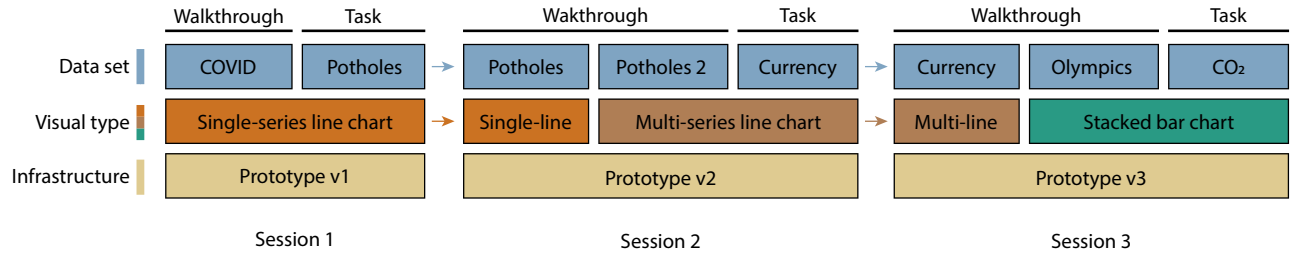 Walkthrough Task Wakthrough Task Walkthrough Task
Data set COVID Potholes Potholes Potholes 2 Currency Currency Olympics CO₂
Visual type Single-series line chart Single-line Multi-series line chart Multi-line Stacked bar chart
Infrastructure Prototype v1 Prototype v2 Prototype v3
Session 1 Session 2 Session 3